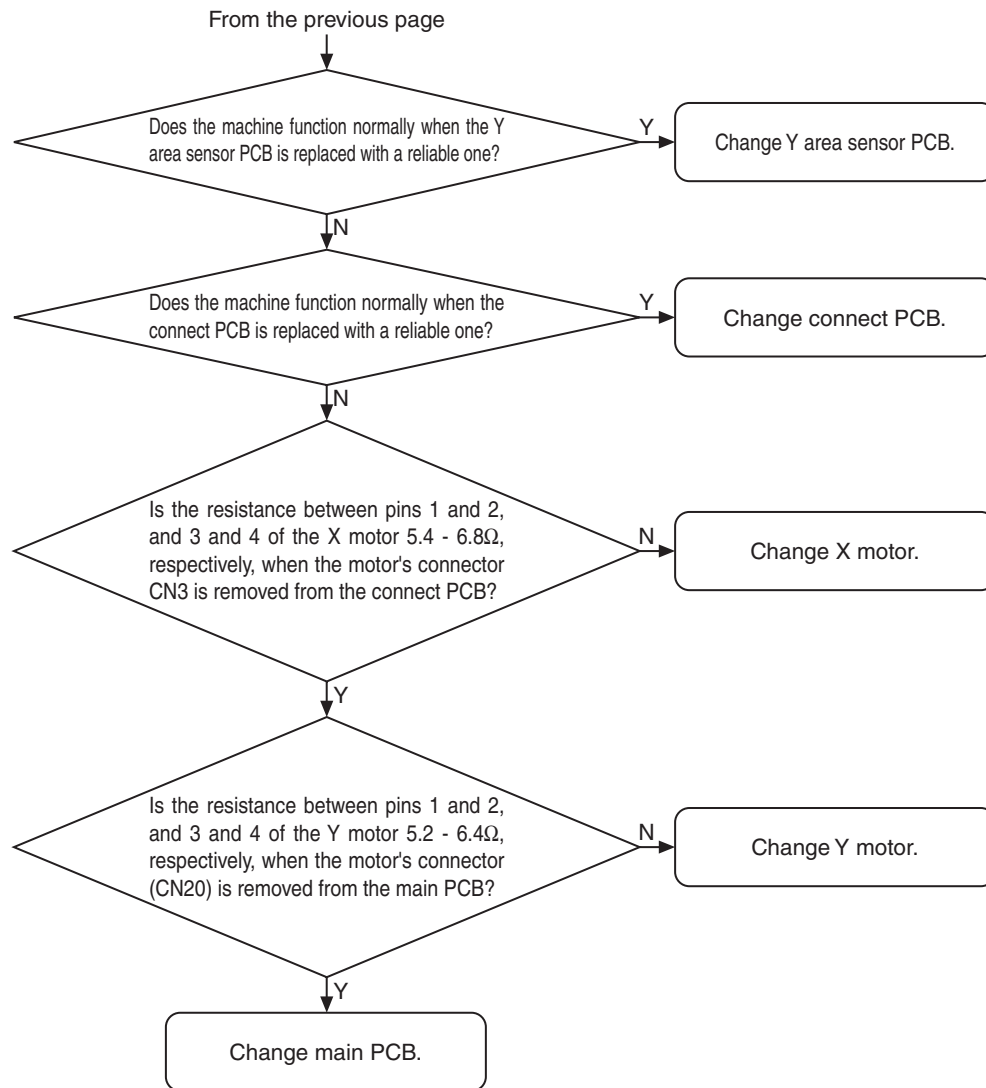 From the previous page
Does the machine function normally when the Y
area sensor PCB is replaced with a reliable one?
Y
Change Y area sensor PCB.
N
Does the machine function normally when the
connect PCB is replaced with a reliable one?
Y
Change connect PCB.
N
Is the resistance between pins 1 and 2,
and 3 and 4 of the X motor 5.4 - 6.8Ω,
respectively, when the motor's connector
CN3 is removed from the connect PCB?
N
Change X motor.
Y
Is the resistance between pins 1 and 2,
and 3 and 4 of the Y motor 5.2 - 6.4Ω,
respectively, when the motor's connector
(CN20) is removed from the main PCB?
N
Change Y motor.
Y
Change main PCB.